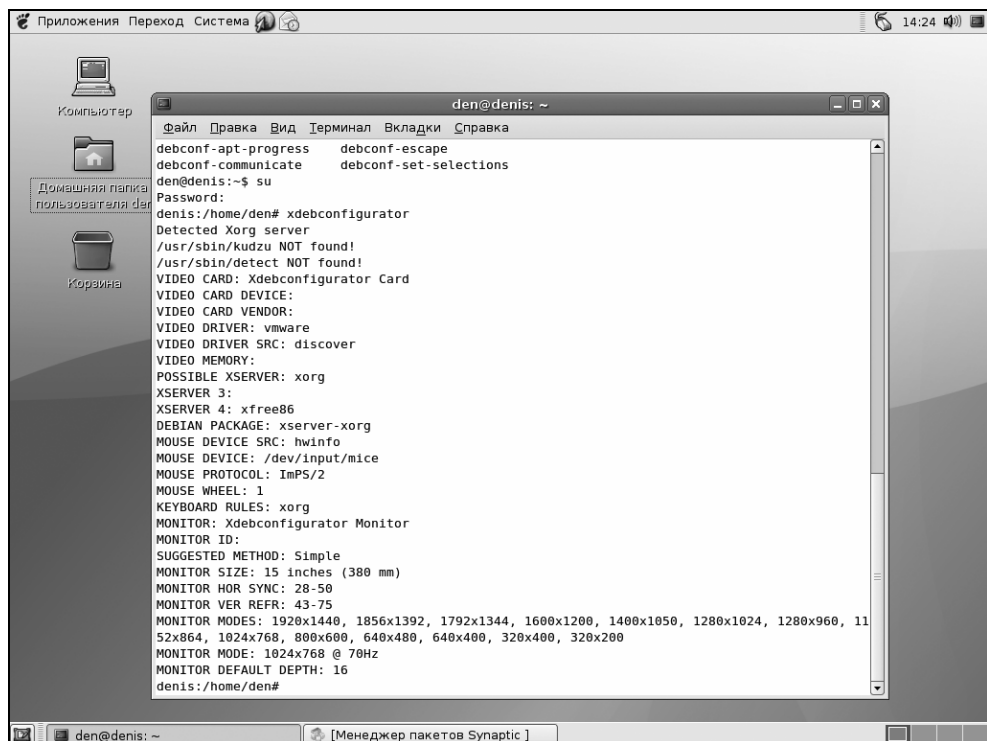 Приложения Переход Система 14:24
Компьютер
Домашняя папка
пользователя den
Корзина
den@denis: ~
Файл Правка Вид Терминал Вкладки Справка
debconf-apt-progress debconf-escape
debconf-communicate debconf-set-selections
den@denis:~$ su
Password:
denis:/home/den# xdebconfigurator
Detected Xorg server
/usr/sbin/kudzu NOT found!
/usr/sbin/detect NOT found!
VIDEO CARD: Xdebconfigurator Card
VIDEO CARD DEVICE:
VIDEO CARD VENDOR:
VIDEO DRIVER: vmware
VIDEO DRIVER SRC: discover
VIDEO MEMORY:
POSSIBLE XSERVER: xorg
XSERVER 3:
XSERVER 4: xfree86
DEBIAN PACKAGE: xserver-xorg
MOUSE DEVICE SRC: hwinfo
MOUSE DEVICE: /dev/input/mice
MOUSE PROTOCOL: ImPS/2
MOUSE WHEEL: 1
KEYBOARD RULES: xorg
MONITOR: Xdebconfigurator Monitor
MONITOR ID:
SUGGESTED METHOD: Simple
MONITOR SIZE: 15 inches (380 mm)
MONITOR HOR SYNC: 28-50
MONITOR VER REFR: 43-75
MONITOR MODES: 1920x1440, 1856x1392, 1792x1344, 1600x1200, 1400x1050, 1280x1024, 1280x960, 11
52x864, 1024x768, 800x600, 640x480, 640x400, 320x400, 320x200
MONITOR MODE: 1024x768 @ 70Hz
MONITOR DEFAULT DEPTH: 16
denis:/home/den#
den@denis: ~ [Менеджер пакетов Synaptic ]